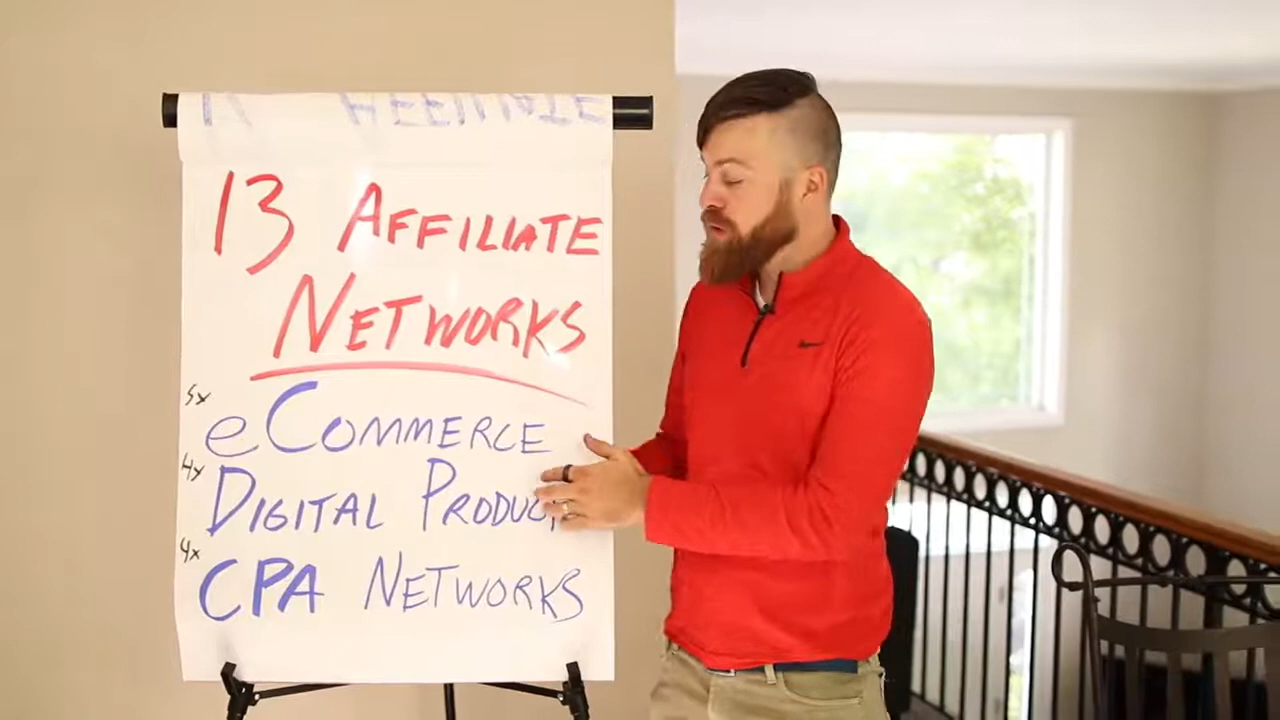 13 AFFILIATE
NETWORKS
5x
eCOMMERCE
4x
DIGITAL PRODUC
4x
CPA NETWORKS